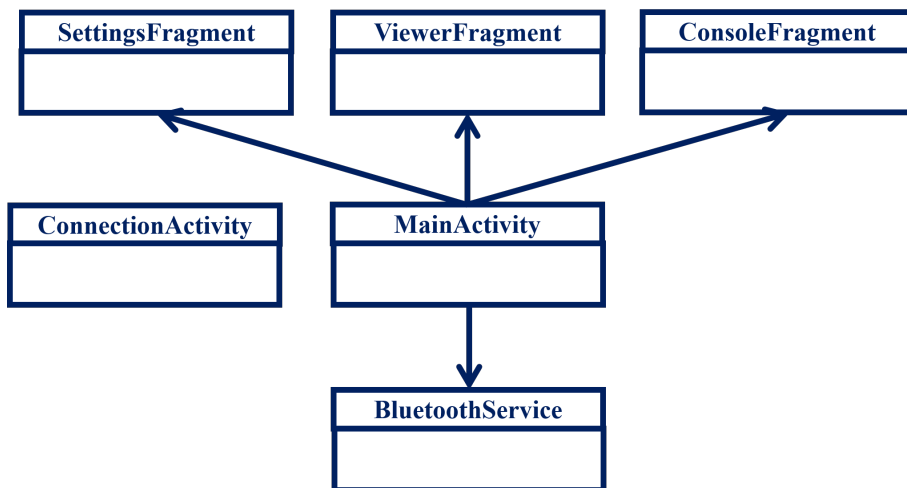 SettingsFragment
ViewerFragment
ConsoleFragment
ConnectionActivity
MainActivity
BluetoothService